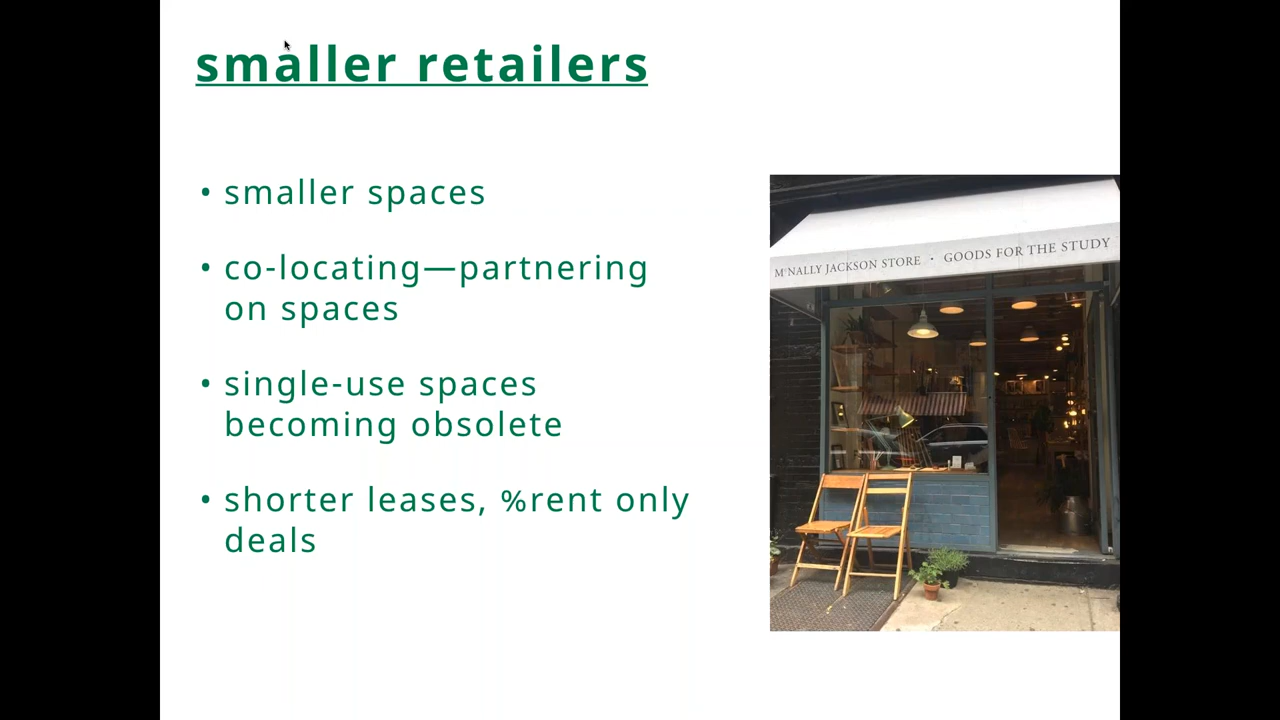 smaller retailers
• smaller spaces
• co-locating—partnering
on spaces
• single-use spaces
becoming obsolete
• shorter leases, %rent only
deals
McNALLY JACKSON STORE · GOODS FOR THE STUDY